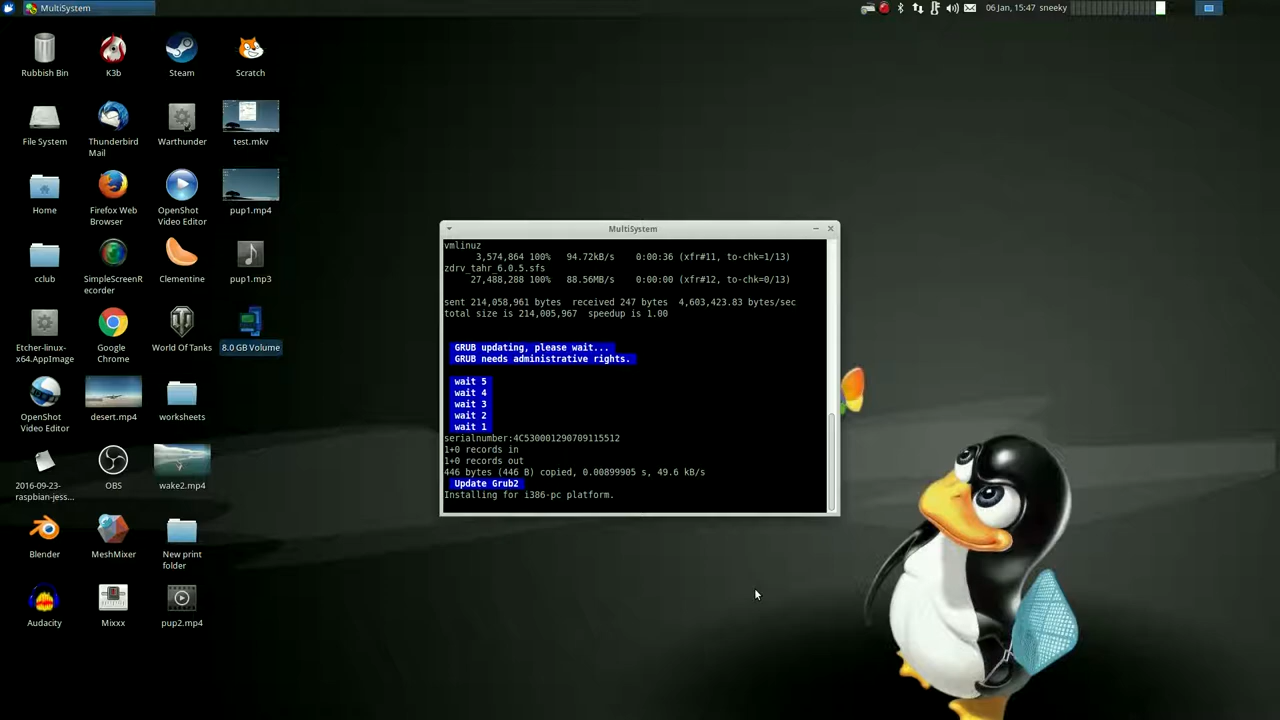 MultiSystem
06 Jan, 15:47 sneeky
Rubbish Bin
K3b
Steam
Scratch
File System
Thunderbird
Mail
Warthunder
test.mkv
Home
Firefox Web
Browser
OpenShot
Video Editor
pup1.mp4
cclub
SimpleScreenR
ecorder
Clementine
pup1.mp3
Etcher-linux-
x64.AppImage
Google
Chrome
World Of Tanks
8.0 GB Volume
OpenShot
Video Editor
desert.mp4
worksheets
2016-09-23-
raspbian-jess...
OBS
wake2.mp4
Blender
MeshMixer
New print
folder
Audacity
Mixxx
pup2.mp4
MultiSystem
vmlinuz
3,574,864 100% 94.72kB/s 0:00:36 (xfr#11, to-chk=1/13)
zdrv_tahr_6.0.5.sfs
27,488,288 100% 88.56MB/s 0:00:00 (xfr#12, to-chk=0/13)
sent 214,058,961 bytes received 247 bytes 4,603,423.83 bytes/sec
total size is 214,005,967 speedup is 1.00
GRUB updating, please wait...
GRUB needs administrative rights.
wait 5
wait 4
wait 3
wait 2
wait 1
serialnumber:4C530001290709115512
1+0 records in
1+0 records out
446 bytes (446 B) copied, 0.00899905 s, 49.6 kB/s
Update Grub2
Installing for i386-pc platform.